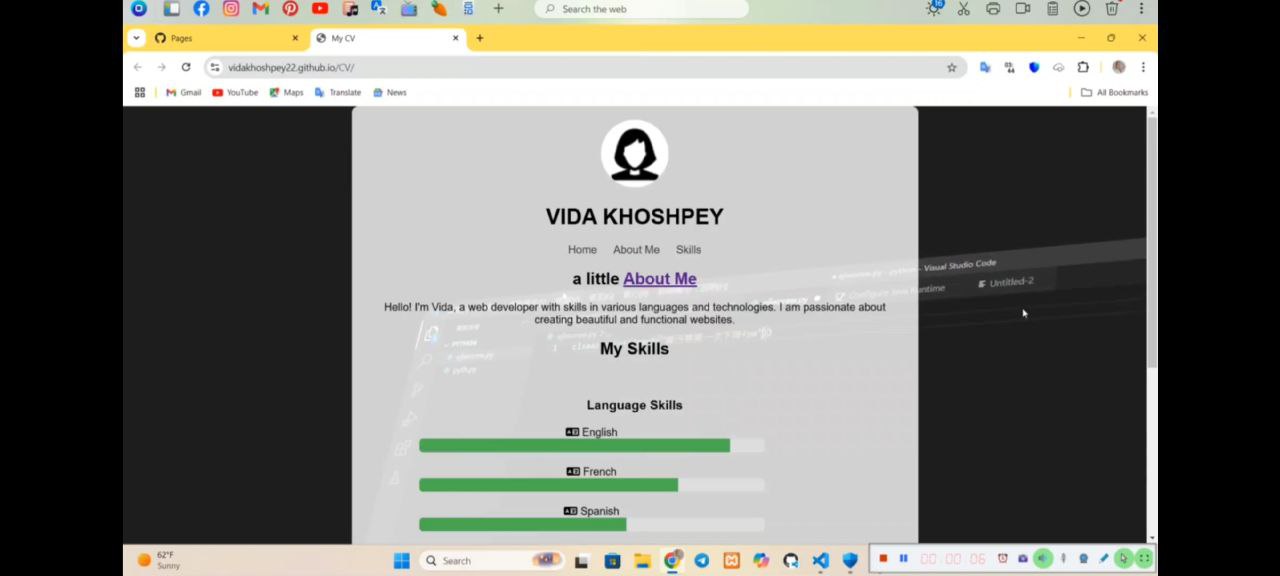 Search the web
16
Pages
My CV
vidakhoshpey22.github.io/CV/
Gmail
YouTube
Maps
Translate
News
All Bookmarks
VIDA KHOSHPEY
Home
About Me
Skills
a little About Me
Visual Studio Code
Untitled-2
Hello! I'm Vida, a web developer with skills in various languages and technologies. I am passionate about
creating beautiful and functional websites.
My Skills
Language Skills
English
French
Spanish
62°F
Sunny
Search
00:00:06